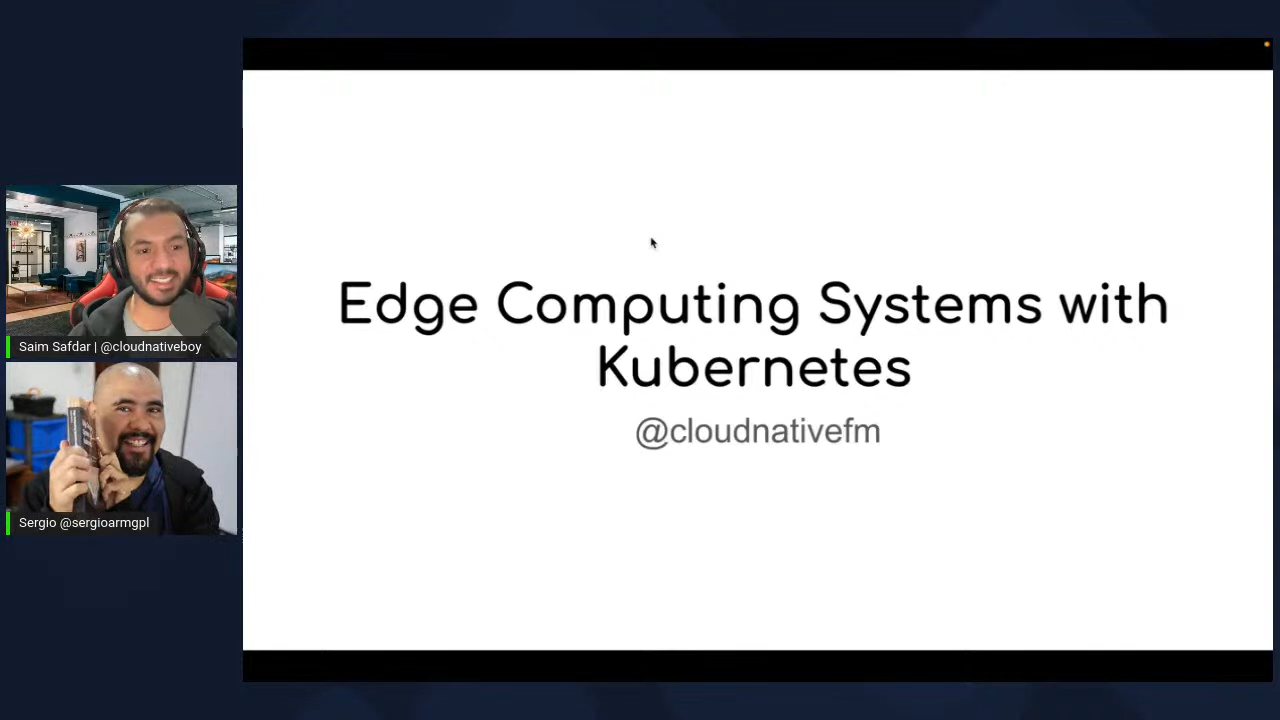 Edge Computing Systems with
Kubernetes
@cloudnativefm
Saim Safdar | @cloudnativeboy
Sergio @sergioarmgpl